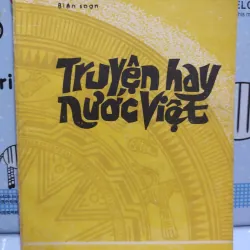 Biên soạn
Truyện hay
nước Việt